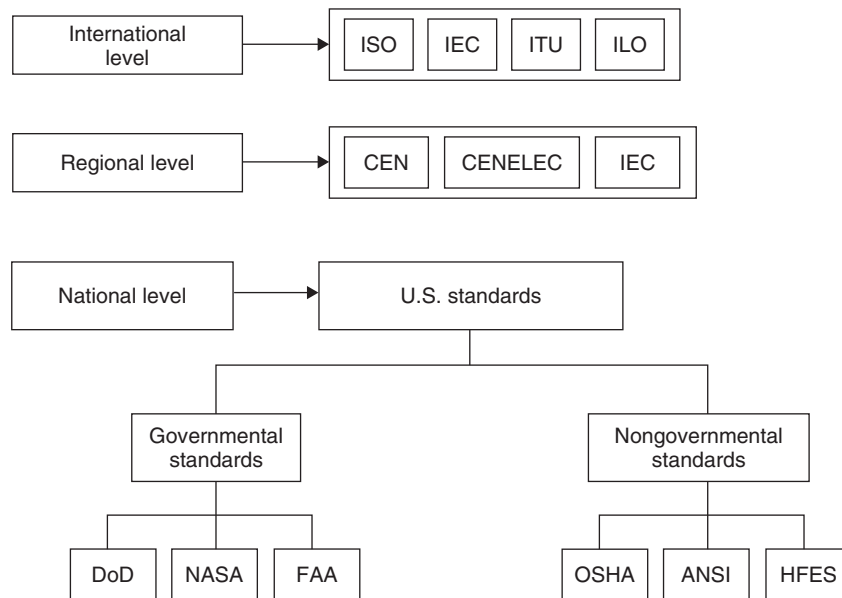 International
level
ISO IEC ITU ILO
Regional level
CEN CENELEC IEC
National level
U.S. standards
Governmental
standards
Nongovernmental
standards
DoD NASA FAA
OSHA ANSI HFES